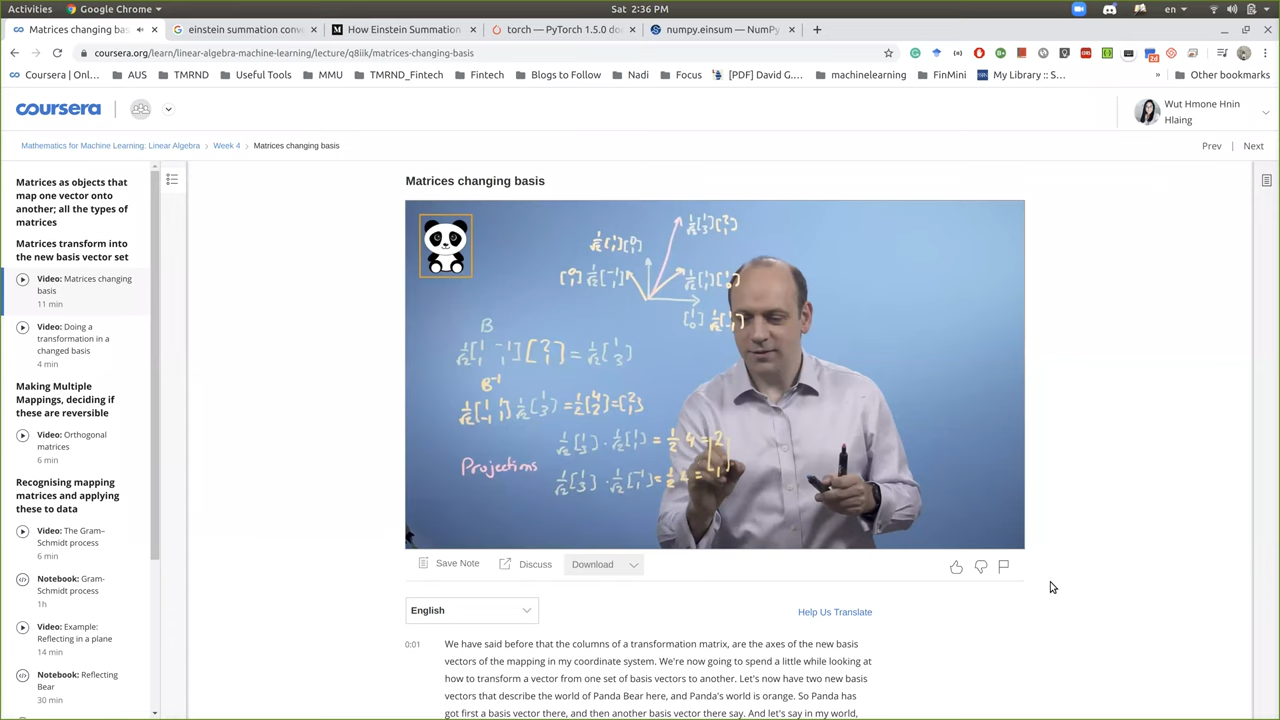 Activities
Google Chrome
Sat 2:36 PM
en
Matrices changing bas
einstein summation conv
How Einstein Summation
torch — PyTorch 1.5.0 do
numpy.einsum — NumPy
coursera.org/learn/linear-algebra-machine-learning/lecture/q8iik/matrices-changing-basis
Coursera | Onl...
AUS
TMRND
Useful Tools
MMU
TMRND_Fintech
Fintech
Blogs to Follow
Nadi
Focus
[PDF] David G....
machinelearning
FinMini
My Library :: S...
»
Other bookmarks
coursera
Wut Hmone Hnin
Hlaing
Mathematics for Machine Learning: Linear Algebra › Week 4 › Matrices changing basis
Prev | Next
Matrices as objects that
map one vector onto
another; all the types of
matrices
Matrices transform into
the new basis vector set
Video: Matrices changing
basis
11 min
Video: Doing a
transformation in a
changed basis
4 min
Making Multiple
Mappings, deciding if
these are reversible
Video: Orthogonal
matrices
6 min
Recognising mapping
matrices and applying
these to data
Video: The Gram–
Schmidt process
6 min
Notebook: Gram-
Schmidt process
1h
Video: Example:
Reflecting in a plane
14 min
Notebook: Reflecting
Bear
30 min
Matrices changing basis
B
B⁻¹
Projections
Save Note
Discuss
Download
English
Help Us Translate
0:01
We have said before that the columns of a transformation matrix, are the axes of the new basis
vectors of the mapping in my coordinate system. We're now going to spend a little while looking at
how to transform a vector from one set of basis vectors to another. Let's now have two new basis
vectors that describe the world of Panda Bear here, and Panda's world is orange. So Panda has
got first a basis vector there, and then another basis vector there say. And let's say in my world,